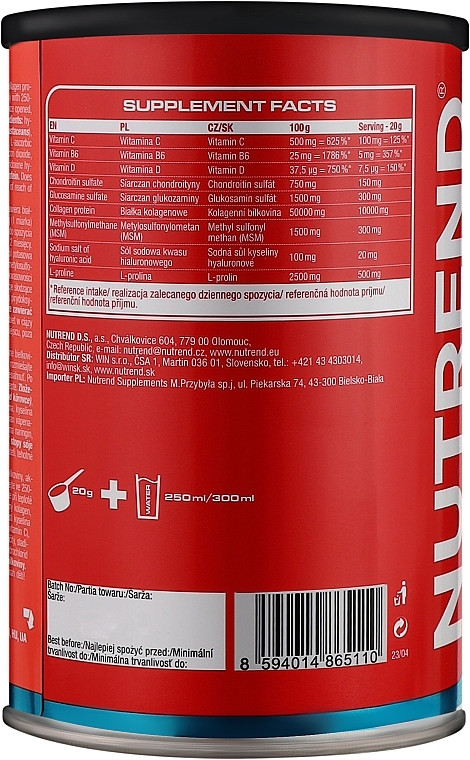 SUPPLEMENT FACTS
EN PL CZ/SK 100 g Serving - 20g
Vitamin C Witamina C Vitamin C 500 mg = 625 %* 100 mg = 125 %*
Vitamin B6 Witamina B6 Vitamin B6 25 mg = 1786 %* 5 mg = 357 %*
Vitamin D Witamina D Vitamin D 37,5 µg = 750 %* 7,5 µg = 150 %*
Chondroitin sulfate Siarczan chondroityny Chondroitin sulfát 750 mg 150 mg
Glucosamine sulfate Siarczan glukozaminy Glukosamin sulfát 1500 mg 300 mg
Collagen protein Białka kolagenowe Kolagenní bílkovina 50000 mg 10000 mg
Methylsulfonylmethane (MSM) Metylosulfonylometan (MSM) Methyl sulfonyl methan (MSM) 1500 mg 300 mg
Sodium salt of hyaluronic acid Sól sodowa kwasu hialuronowego Sodná sůl kyseliny hyaluronové 100 mg 20 mg
L-proline L-prolina L-prolin 2500 mg 500 mg
*Reference intake/ realizacja zalecanego dziennego spożycia/ referenčná hodnota príjmu/
referenční hodnota příjmu.
NUTREND D.S., a.s., Chválkovice 604, 779 00 Olomouc,
Czech Republic, e-mail: nutrend@nutrend.cz, www.nutrend.cz
Distribútor SR: WIN s.r.o., ČSA 1, Martin 036 01, Slovensko, tel.: +421 43 4303014,
info@winsk.sk, www.nutrend.sk
Importer PL: Nutrend Supplements M.Przybyła sp.j, ul. Piekarska 74, 43-300 Bielsko-Biała
20g + WATER 250ml/300ml
Batch No:/Partia towaru:/Sarža:
Šarže:
Best before:/Najlepiej spożyć przed:/Minimálni
trvanlivost do:/Minimálna trvanlivosť do:
8 594014 865110
23/04
HU, UA
NUTREND